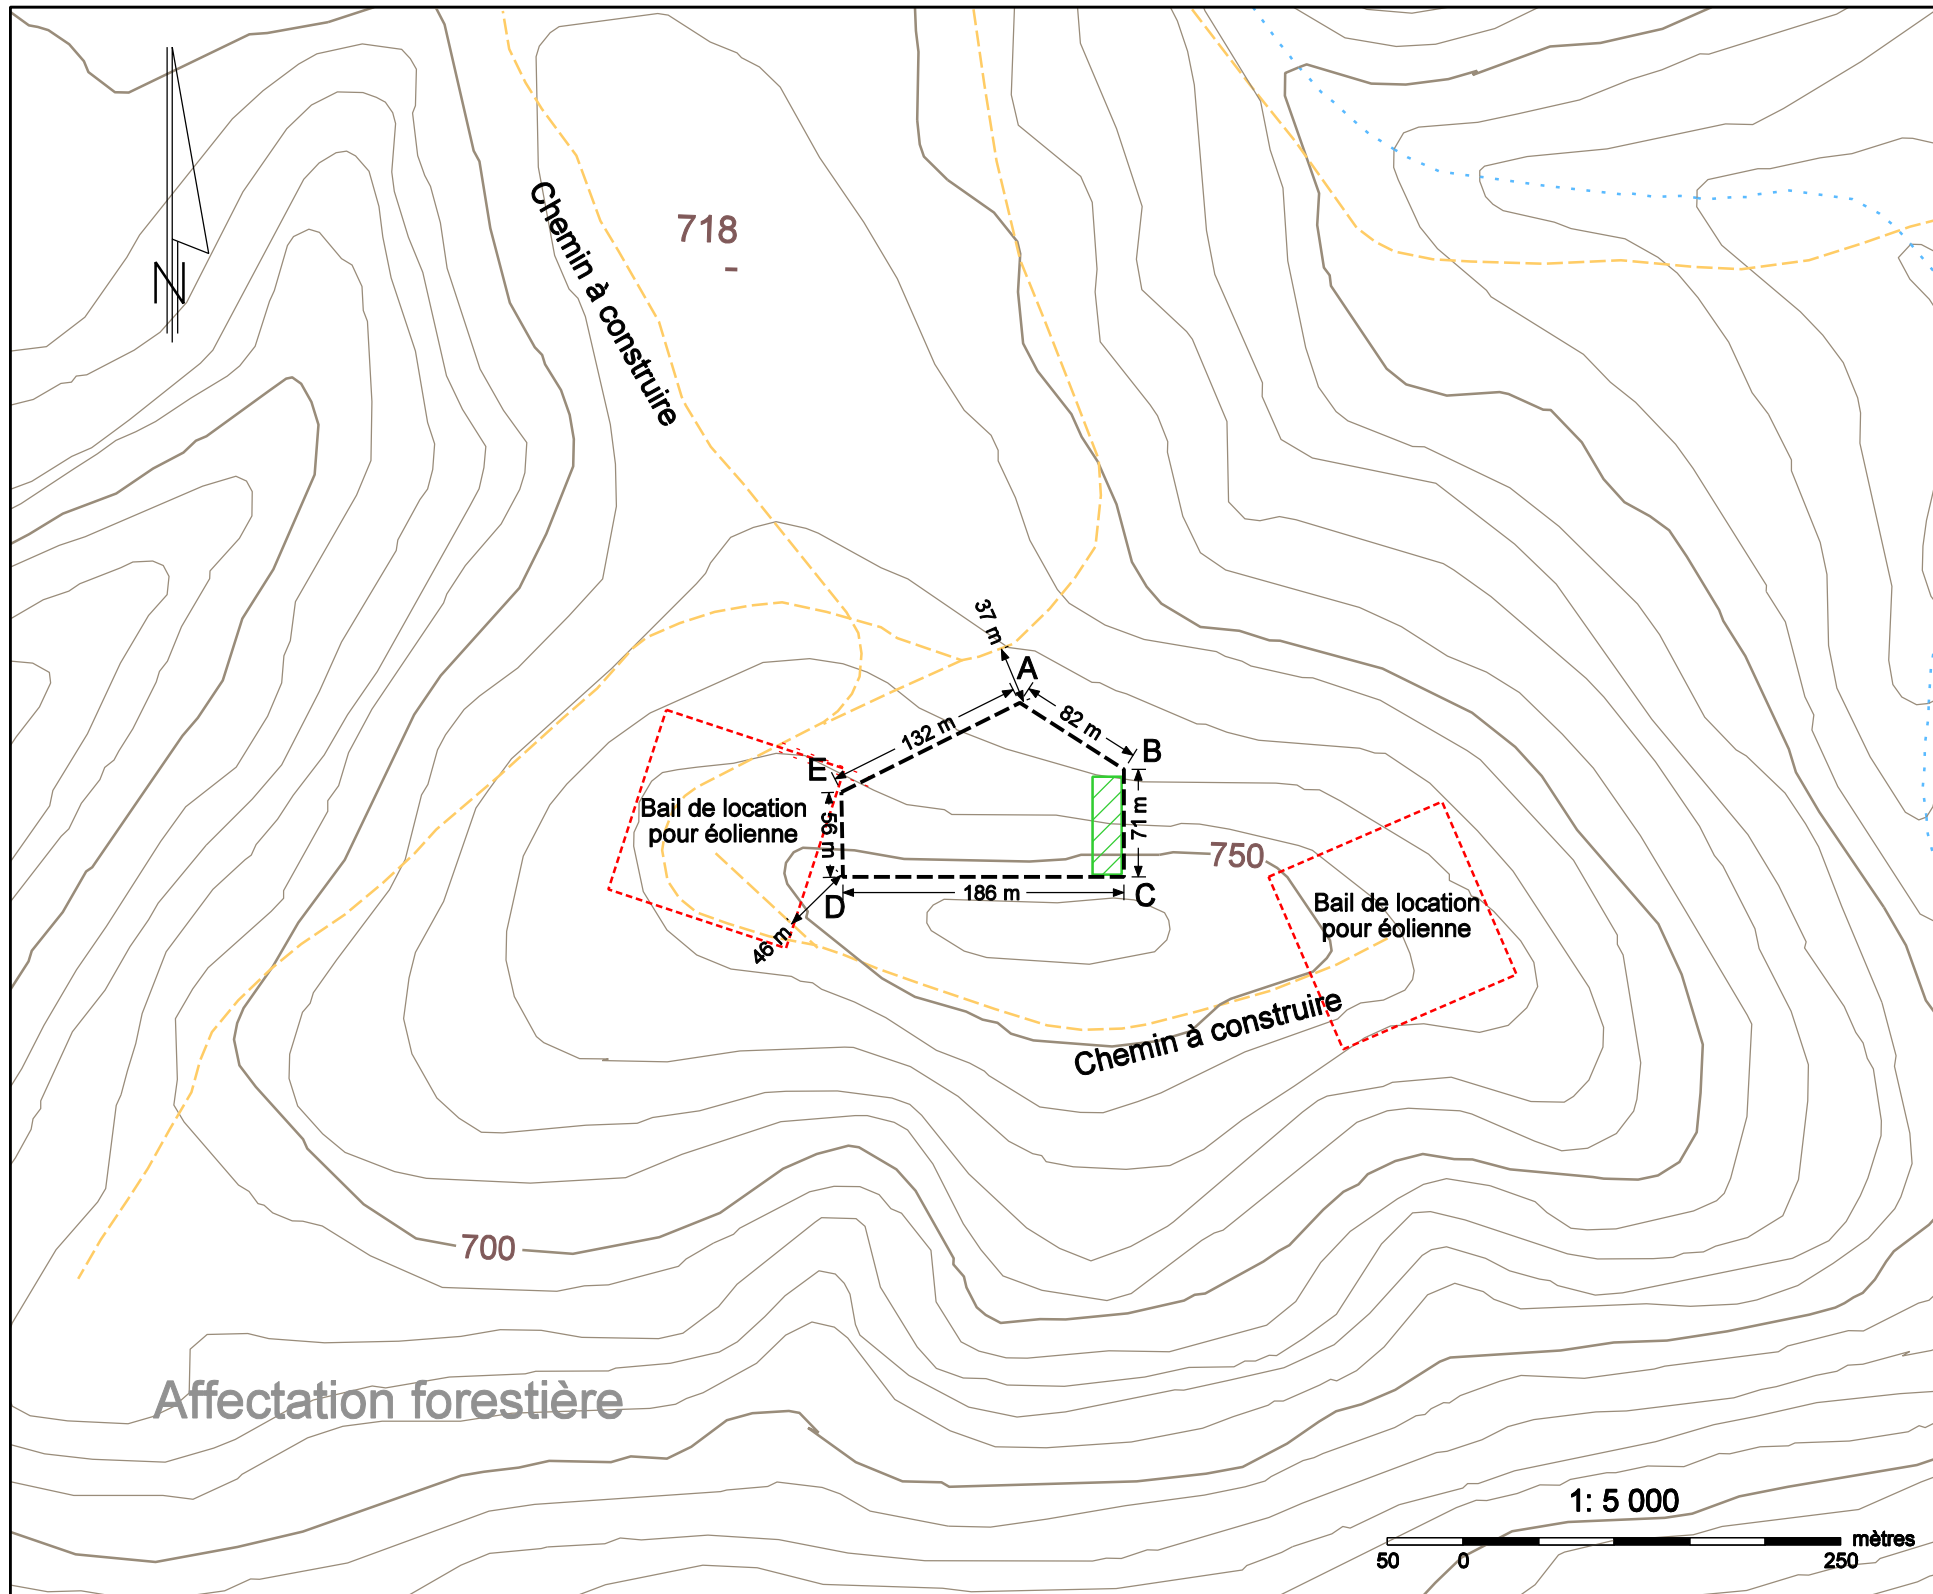 N
Chemin à construire
718
37 m
A
82 m
B
132 m
E
Bail de location
pour éolienne
56 m
71 m
750
D
186 m
C
46 m
Bail de location
pour éolienne
Chemin à construire
700
Affectation forestière
1: 5 000
mètres
50 0 250